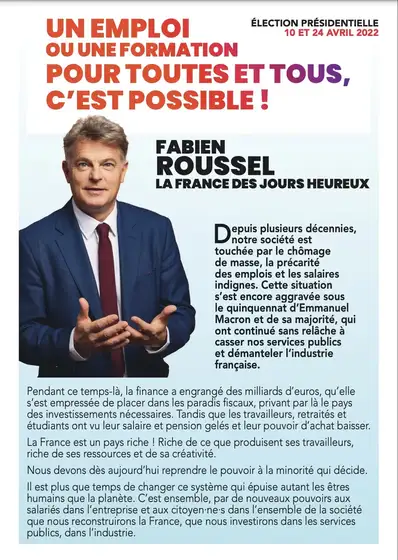 UN EMPLOI
OU UNE FORMATION
POUR TOUTES ET TOUS,
C'EST POSSIBLE !
ÉLECTION PRÉSIDENTIELLE
10 ET 24 AVRIL 2022
FABIEN
ROUSSEL
LA FRANCE DES JOURS HEUREUX
Depuis plusieurs décennies,
notre société est
touchée par le chômage
de masse, la précarité
des emplois et les salaires
indignes. Cette situation
s'est encore aggravée sous
le quinquennat d'Emmanuel
Macron et de sa majorité, qui
ont continué sans relâche à
casser nos services publics
et démanteler l'industrie
française.
Pendant ce temps-là, la finance a engrangé des milliards d'euros, qu'elle
s'est empressée de placer dans les paradis fiscaux, privant par là le pays
des investissements nécessaires. Tandis que les travailleurs, retraités et
étudiants ont vu leur salaire et pension gelés et leur pouvoir d'achat baisser.
La France est un pays riche ! Riche de ce que produisent ses travailleurs,
riche de ses ressources et de sa créativité.
Nous devons dès aujourd'hui reprendre le pouvoir à la minorité qui décide.
Il est plus que temps de changer ce système qui épuise autant les êtres
humains que la planète. C'est ensemble, par de nouveaux pouvoirs aux
salariés dans l'entreprise et aux citoyen·ne·s dans l'ensemble de la société
que nous reconstruirons la France, que nous investirons dans les services
publics, dans l'industrie.